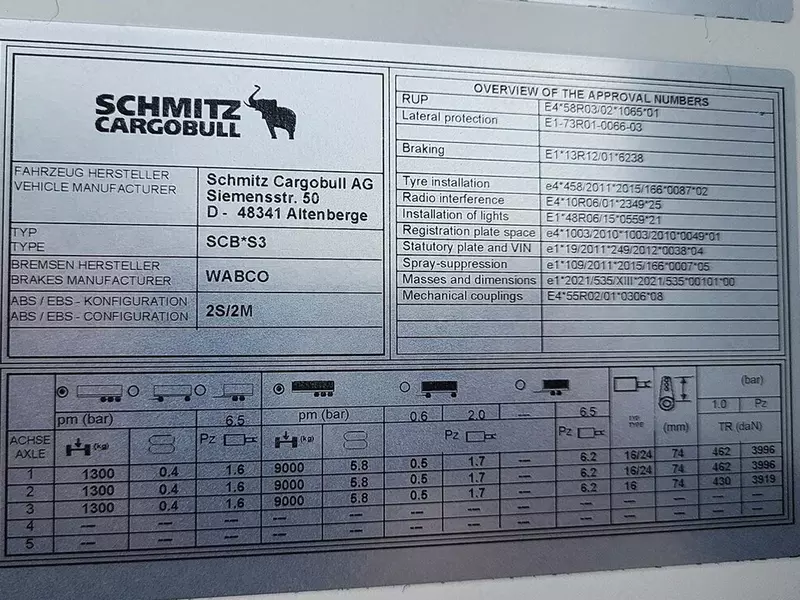 SCHMITZ
CARGOBULL
FAHRZEUG HERSTELLER
VEHICLE MANUFACTURER
Schmitz Cargobull AG
Siemensstr. 50
D - 48341 Altenberge
TYP
TYPE
SCB*S3
BREMSEN HERSTELLER
BRAKES MANUFACTURER
WABCO
ABS / EBS - KONFIGURATION
ABS / EBS - CONFIGURATION
2S/2M
OVERVIEW OF THE APPROVAL NUMBERS
RUP E4*58R03/02*1065*01
Lateral protection E1-73R01-0066-03
Braking E1*13R12/01*6238
Tyre installation e4*458/2011*2015/166*0087*02
Radio interference E4*10R06/01*2349*25
Installation of lights E1*48R06/15*0559*21
Registration plate space e4*1003/2010*1003/2010*0049*01
Statutory plate and VIN e1*19/2011*249/2012*0038*04
Spray-suppression e1*109/2011*2015/166*0007*05
Masses and dimensions e1*2021/535/XIII*2021/535*00101*00
Mechanical couplings E4*55R02/01*0306*08
(bar)
pm (bar) 6.5 pm (bar) 0.6 2.0 --- 6.5 TYP TYPE (mm) 1.0 Pz
TR (daN)
ACHSE
AXLE
(kg) Pz (kg) Pz Pz
1 1300 0.4 1.6 9000 5.8 0.5 1.7 --- 6.2 16/24 74 462 3996
2 1300 0.4 1.6 9000 5.8 0.5 1.7 --- 6.2 16/24 74 462 3996
3 1300 0.4 1.6 9000 5.8 0.5 1.7 --- 6.2 16 74 430 3919
4 --- --- --- --- --- --- --- --- --- --- --- --- ---
5 --- --- --- --- --- --- --- --- --- --- --- --- ---